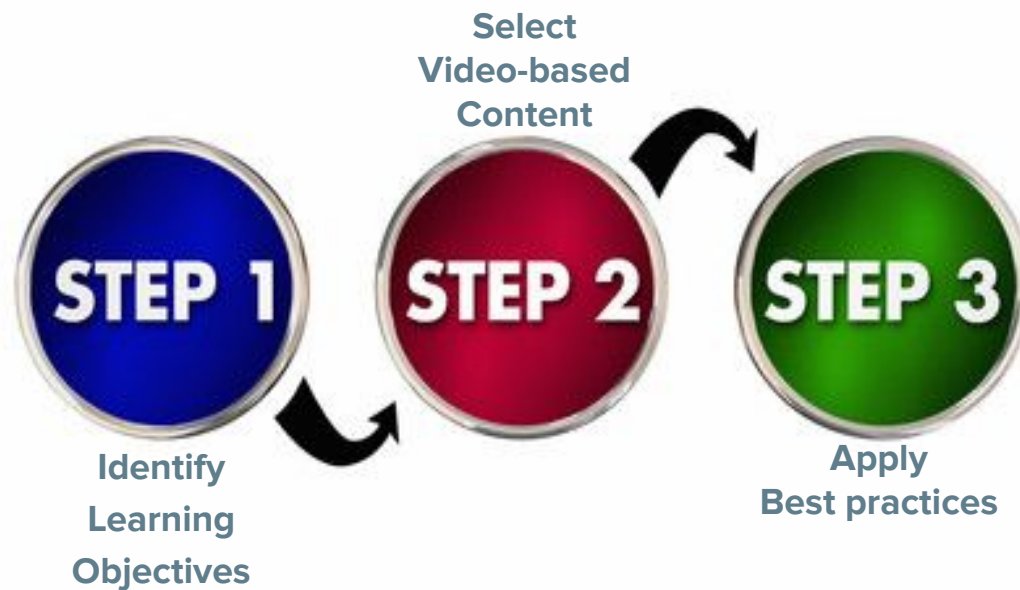 STEP 1
Identify
Learning
Objectives
Select
Video-based
Content
STEP 2
STEP 3
Apply
Best practices